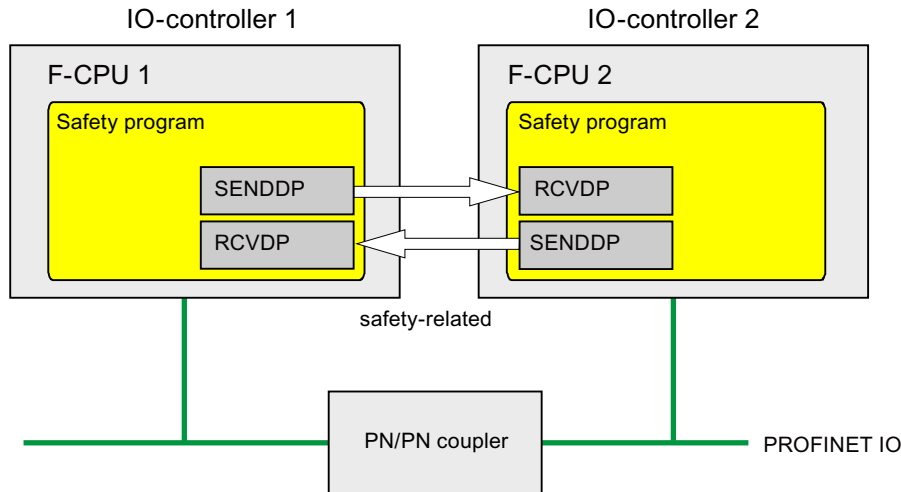 IO-controller 1
IO-controller 2
F-CPU 1
F-CPU 2
Safety program
Safety program
SENDDP
RCVDP
RCVDP
SENDDP
safety-related
PN/PN coupler
PROFINET IO